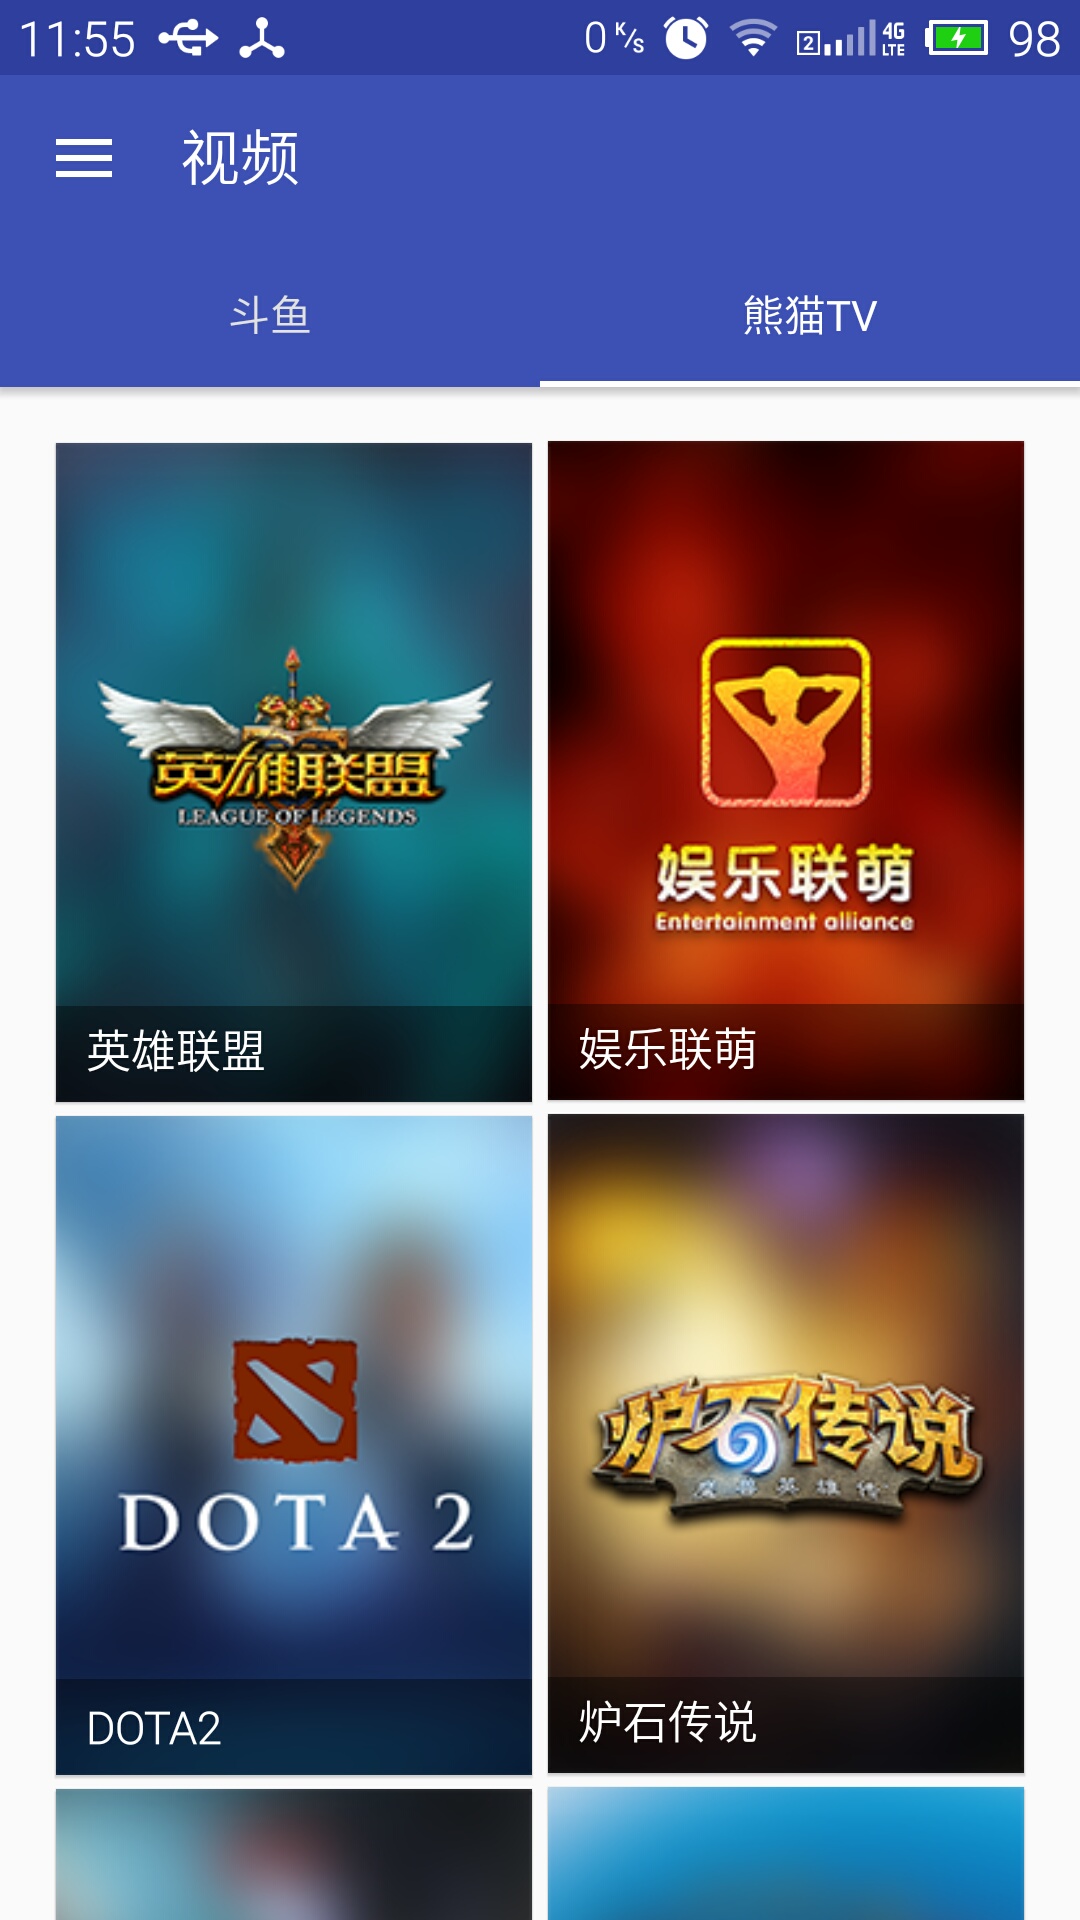 11:55
0 K/s 2 4G LTE 98
视频
斗鱼
熊猫TV
英雄联盟
LEAGUE OF LEGENDS
英雄联盟
娱乐联萌
Entertainment alliance
娱乐联萌
DOTA 2
DOTA2
炉石传说
魔兽英雄传
炉石传说